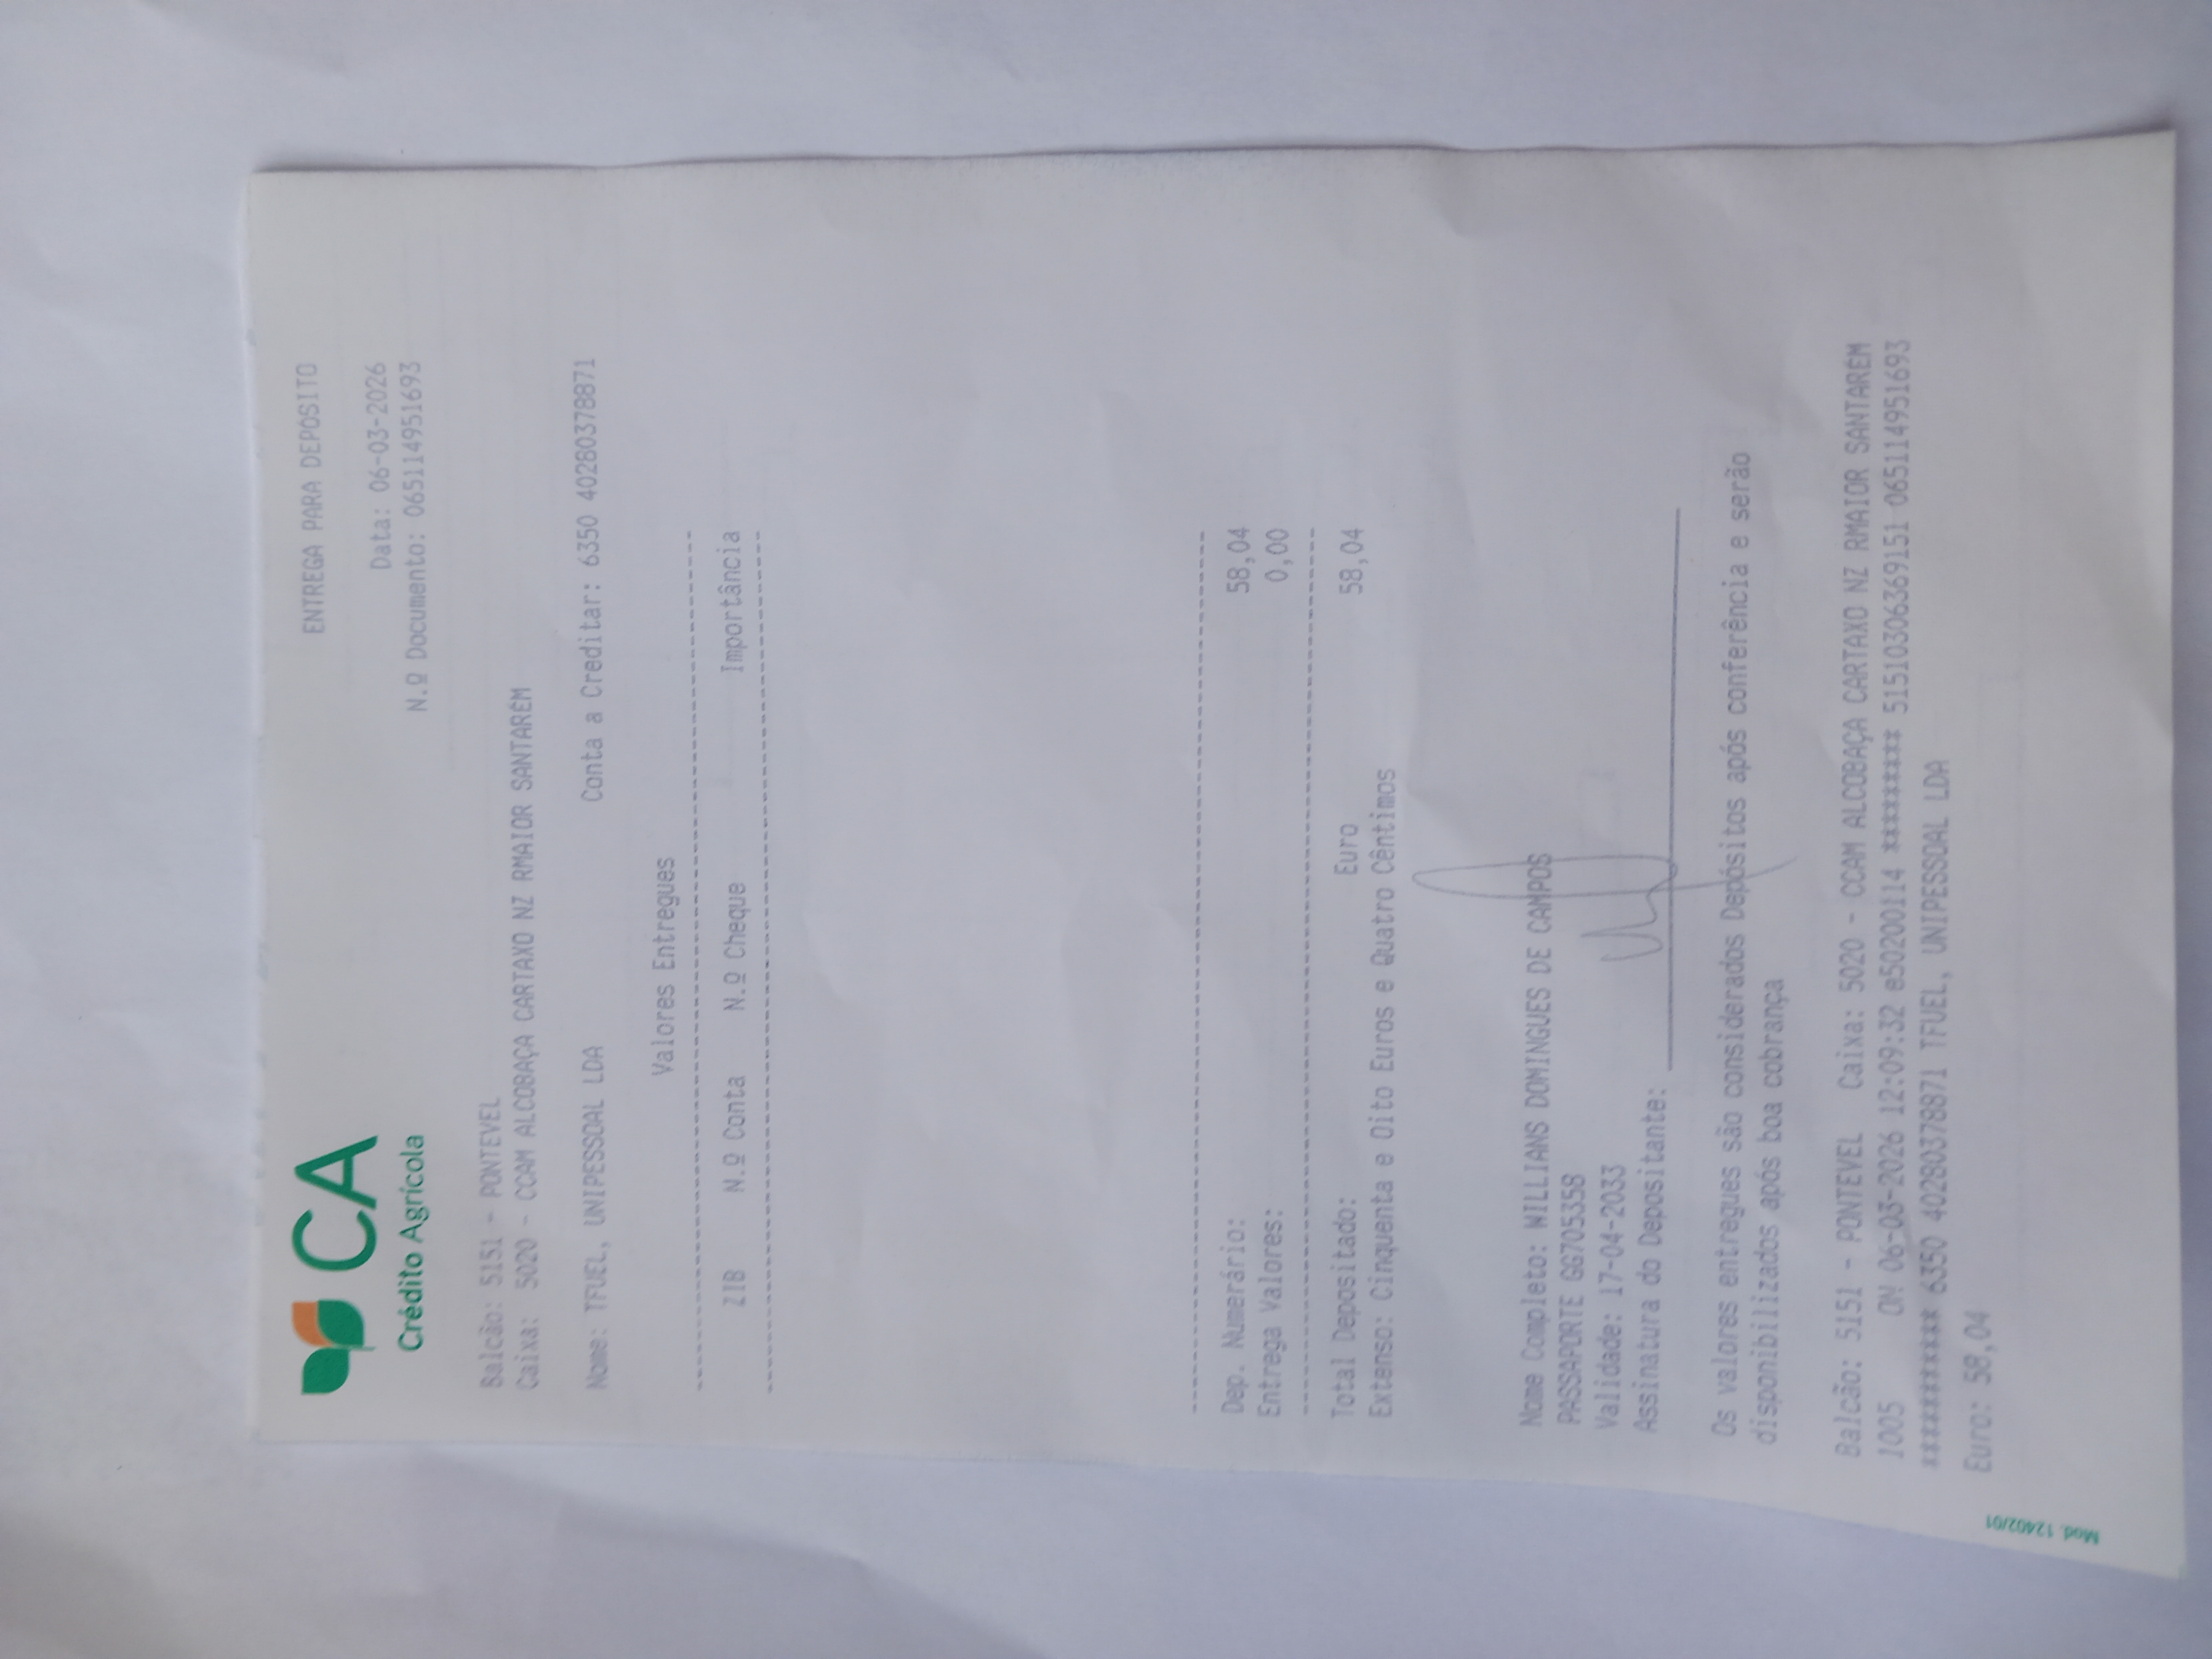 CA
Crédito Agrícola
ENTREGA PARA DEPÓSITO
Data: 06-03-2026
N.º Documento: 065114951693
Balcão: 5151 - PONTEVEL
Caixa: 5020 - CCAM ALCOBAÇA CARTAXO NZ RMAIOR SANTARÉM
Nome: TFUEL, UNIPESSOAL LDA Conta a Creditar: 6350 40280378871
Valores Entregues
ZIB N.º Conta N.º Cheque Importância
Dep. Numerário: 58,04
Entrega Valores: 0,00
Total Depositado: Euro 58,04
Extenso: Cinquenta e Oito Euros e Quatro Cêntimos
Nome Completo: WILLIANS DOMINGUES DE CAMPOS
PASSAPORTE GG705358
Validade: 17-04-2033
Assinatura do Depositante:
Os valores entregues são considerados Depósitos após conferência e serão
disponibilizados após boa cobrança
Balcão: 5151 - PONTEVEL Caixa: 5020 - CCAM ALCOBAÇA CARTAXO NZ RMAIOR SANTARÉM
1005 ON 06-03-2026 12:09:32 e50200114 ********* 5151030636915​1 065114951693
********** 6350 40280378871 TFUEL, UNIPESSOAL LDA
Euro: 58,04
Mod. 12402/01